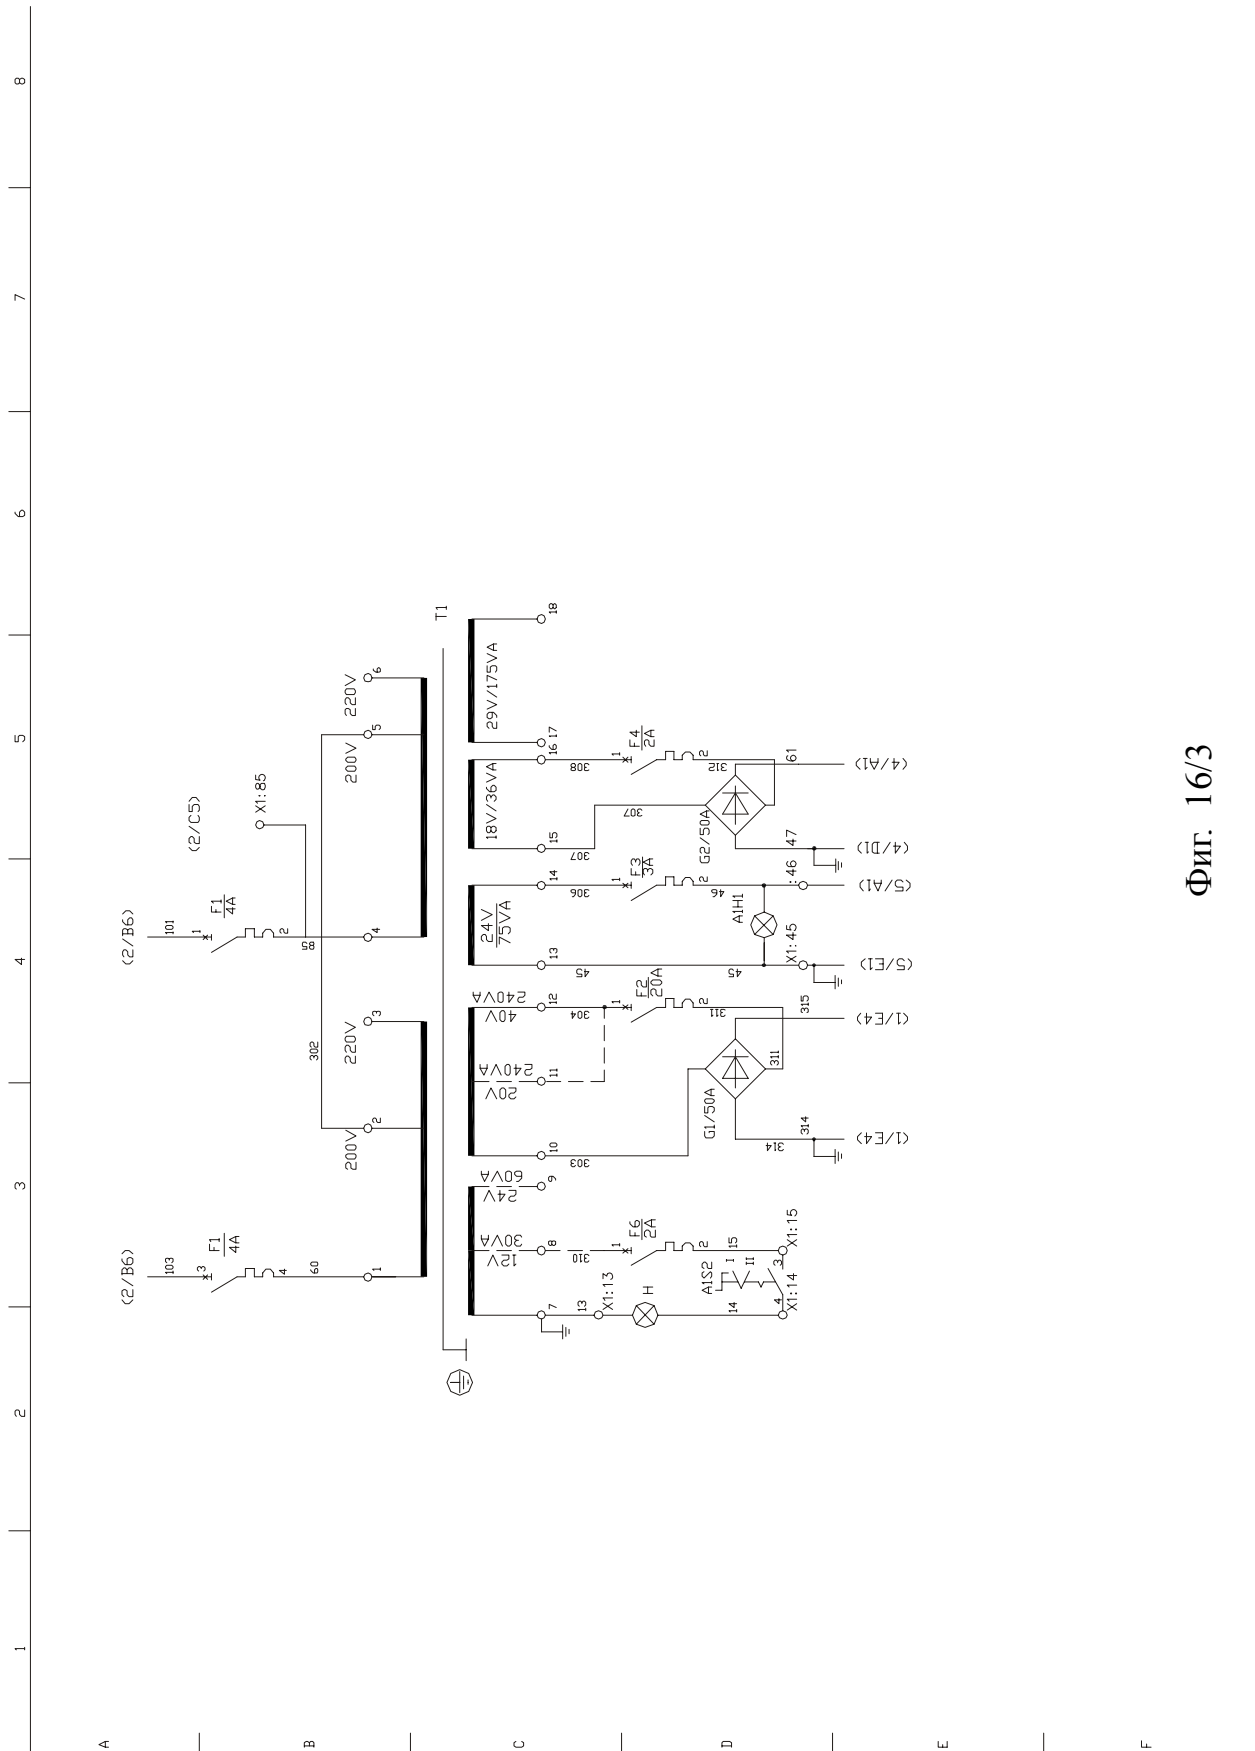 1 2 3 4 5 6 7 8
A
B
C
D
E
F
(2/B6)
(2/B6)
(2/C5)
103
101
F1
4A
3
4
60
F1
4A
1
2
85
X1:85
302
200V
220V
200V
220V
1
2
3
4
5
6
T1
12V
30VA
24V
60VA
20V
240VA
40V
240VA
24V
75VA
18V/36VA
29V/175VA
7
8
9
10
11
12
13
14
15
16
17
18
13
310
303
304
45
306
307
308
X1:13
H
F6
2A
1
2
F2
20A
1
2
F3
3A
1
2
F4
2A
1
2
307
14
15
A1S2
I
II
3
4
X1:14
X1:15
G1/50A
311
311
314
314
315
45
46
A1H1
X1:45
:46
G2/50A
312
47
61
(1/E4)
(1/E4)
(5/E1)
(5/A1)
(4/D1)
(4/A1)
Фиг. 16/3